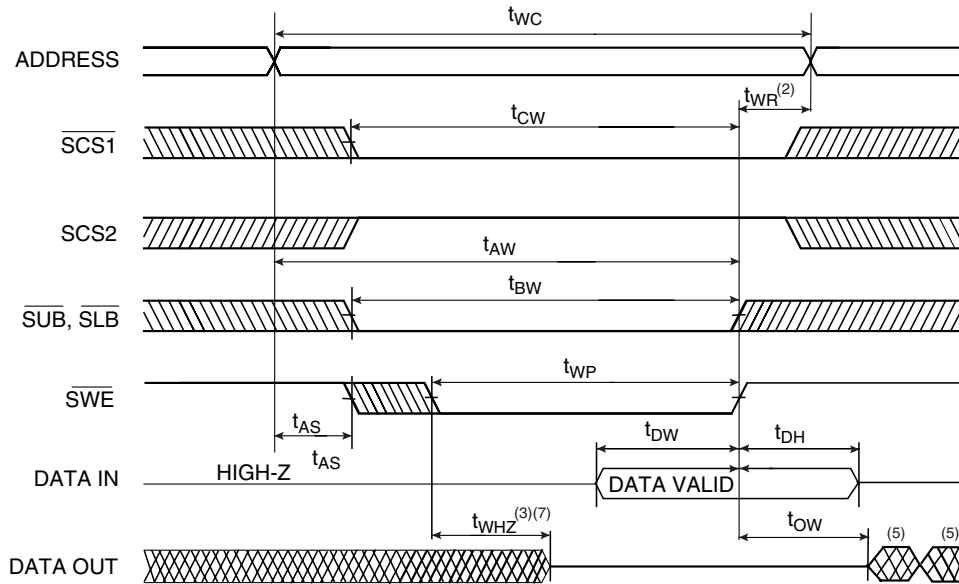 tWC
ADDRESS
tWR(2)
tCW
SCS1
SCS2
tAW
tBW
SUB, SLB
tWP
SWE
tAS
tDW
tDH
tAS
HIGH-Z
DATA IN
DATA VALID
tWHZ(3)(7)
tOW
(5)
(5)
DATA OUT